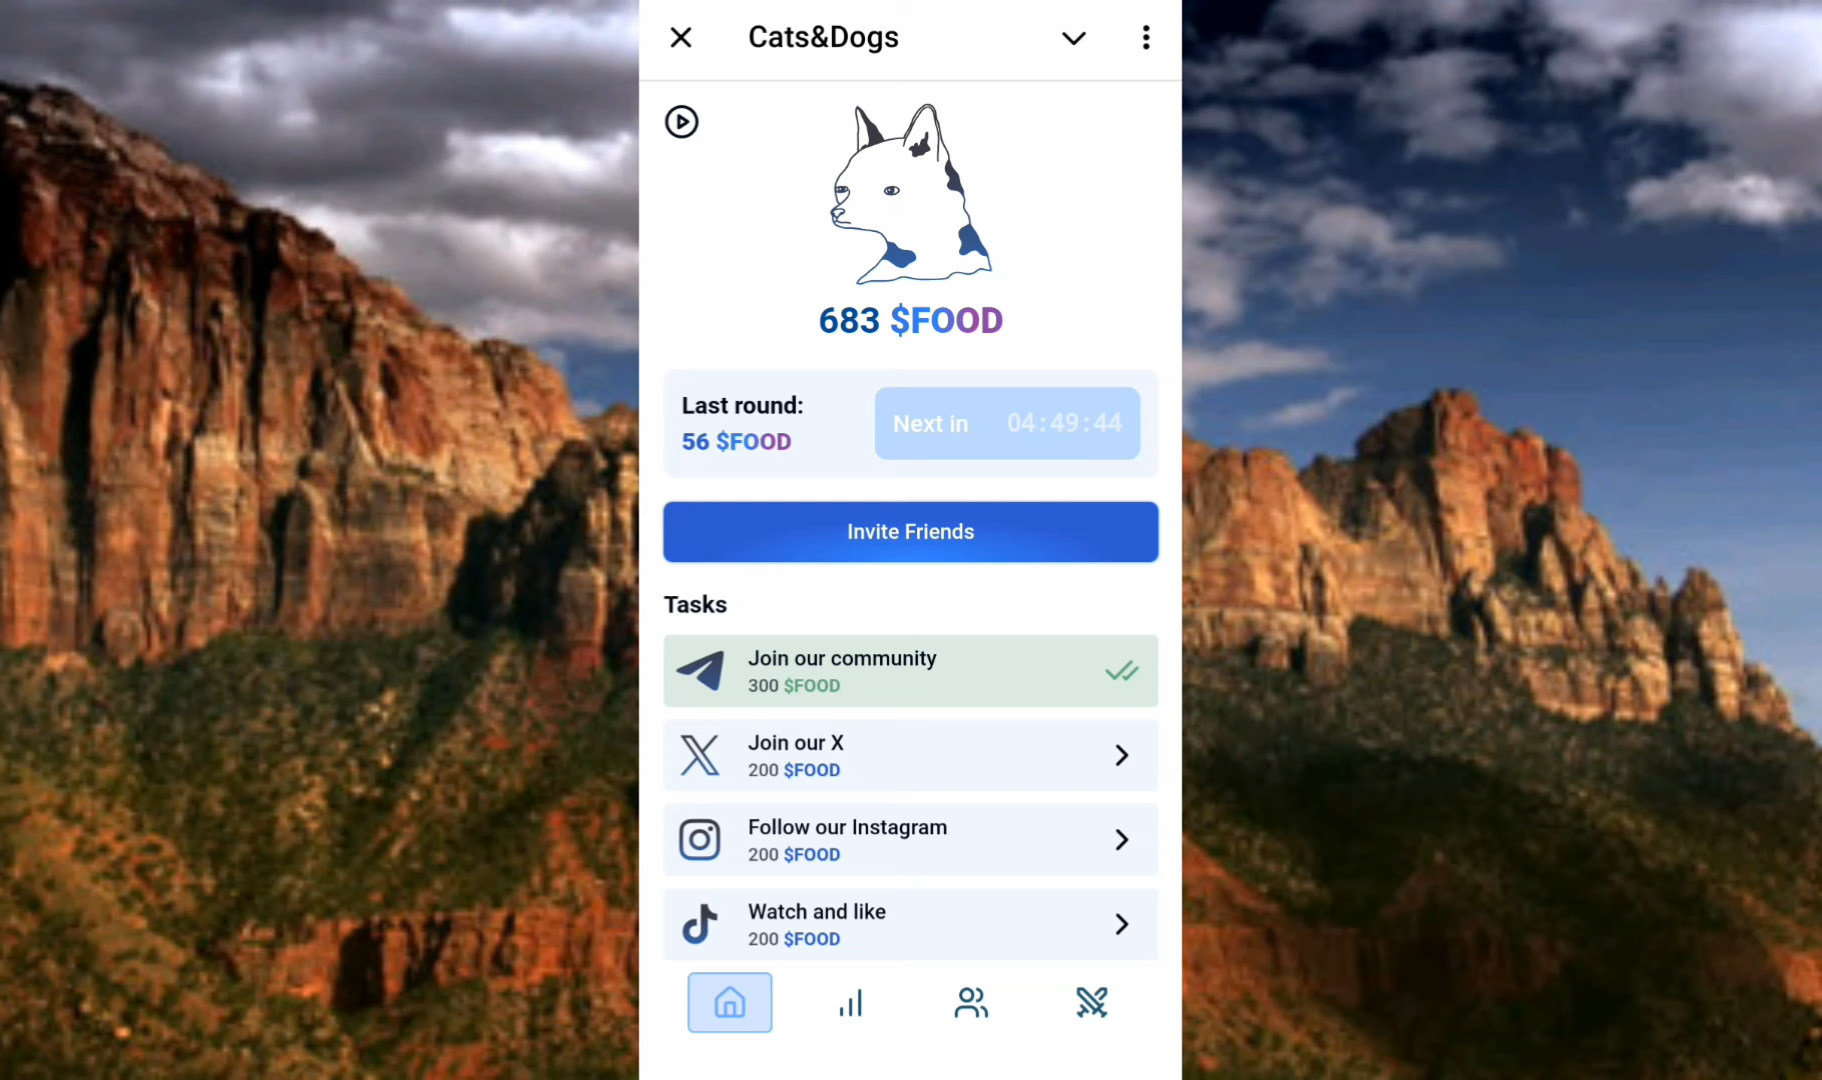 Cats&Dogs
683 $FOOD
Last round:
56 $FOOD
Next in 04:49:44
Invite Friends
Tasks
Join our community
300 $FOOD
Join our X
200 $FOOD
Follow our Instagram
200 $FOOD
Watch and like
200 $FOOD